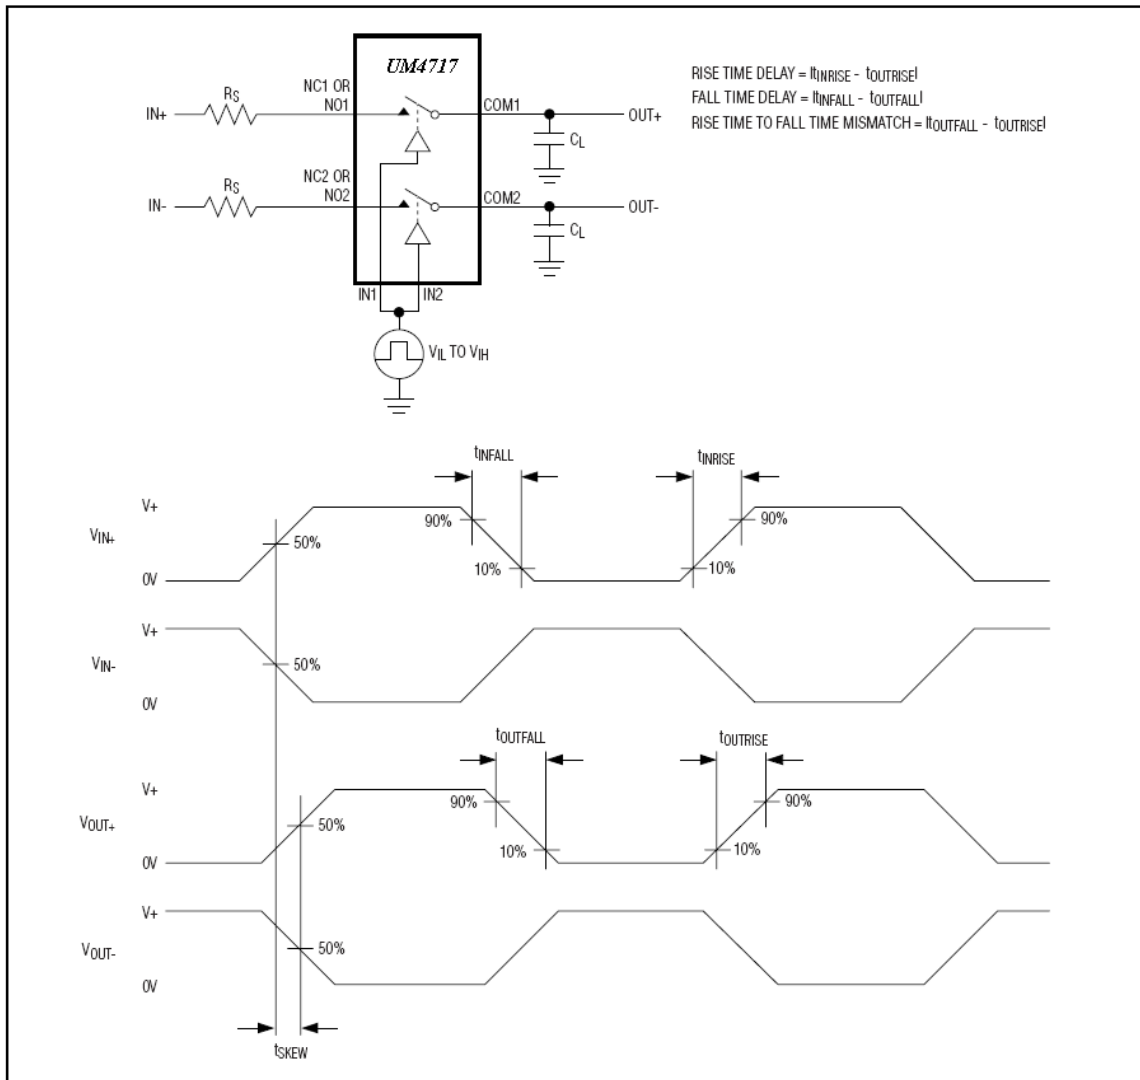 UM4717
RISE TIME DELAY = |tINRISE - tOUTRISE|
FALL TIME DELAY = |tINFALL - tOUTFALL|
RISE TIME TO FALL TIME MISMATCH = |tOUTFALL - tOUTRISE|
IN+
RS
NC1 OR
NO1
COM1
OUT+
CL
IN-
RS
NC2 OR
NO2
COM2
OUT-
CL
IN1
IN2
VIL TO VIH
tINFALL
tINRISE
V+
VIN+
0V
50%
90%
10%
10%
90%
V+
VIN-
0V
50%
tOUTFALL
tOUTRISE
V+
VOUT+
0V
50%
90%
10%
10%
90%
V+
VOUT-
0V
50%
tSKEW